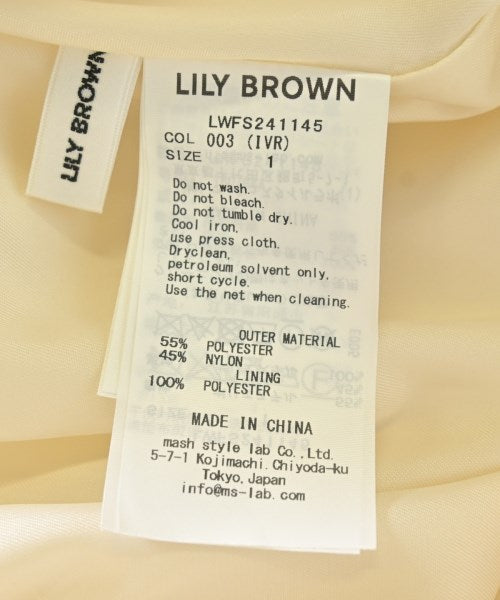 LILY BROWN
LILY BROWN
LWFS241145
COL 003 (IVR)
SIZE 1
Do not wash.
Do not bleach.
Do not tumble dry.
Cool iron.
use press cloth.
Dryclean,
petroleum solvent only,
short cycle.
Use the net when cleaning.
OUTER MATERIAL
55% POLYESTER
45% NYLON
LINING
100% POLYESTER
MADE IN CHINA
mash style lab Co.,Ltd.
5-7-1 Kojimachi.Chiyoda-ku
Tokyo,Japan
info@ms-lab.com